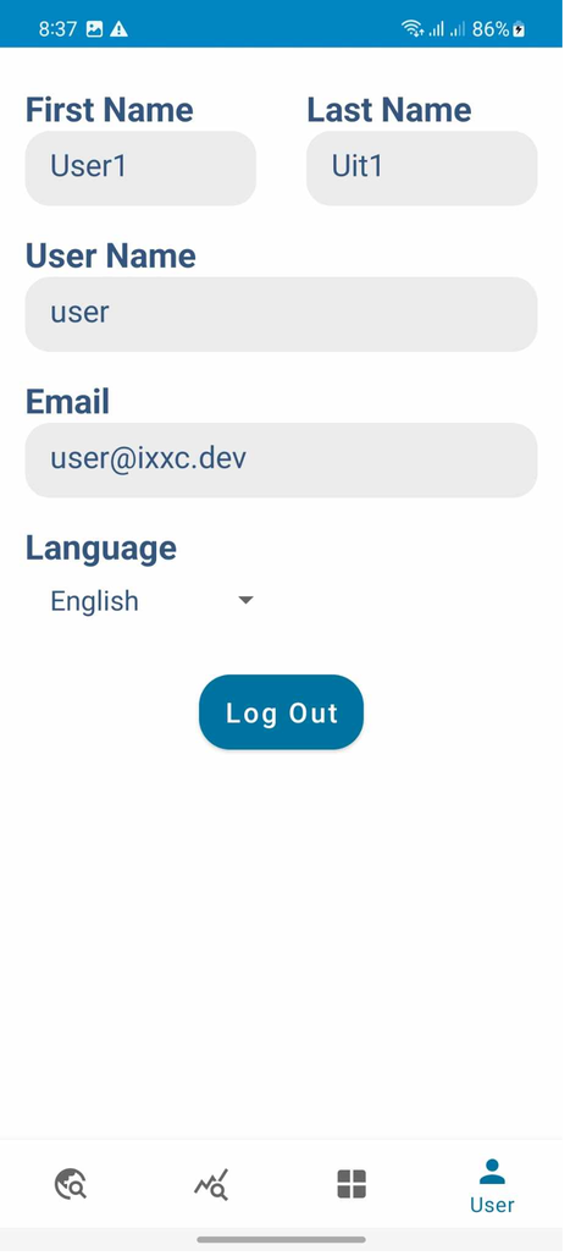 8:37 86%
First Name Last Name
User1 Uit1
User Name
user
Email
user@ixxc.dev
Language
English
Log Out
User